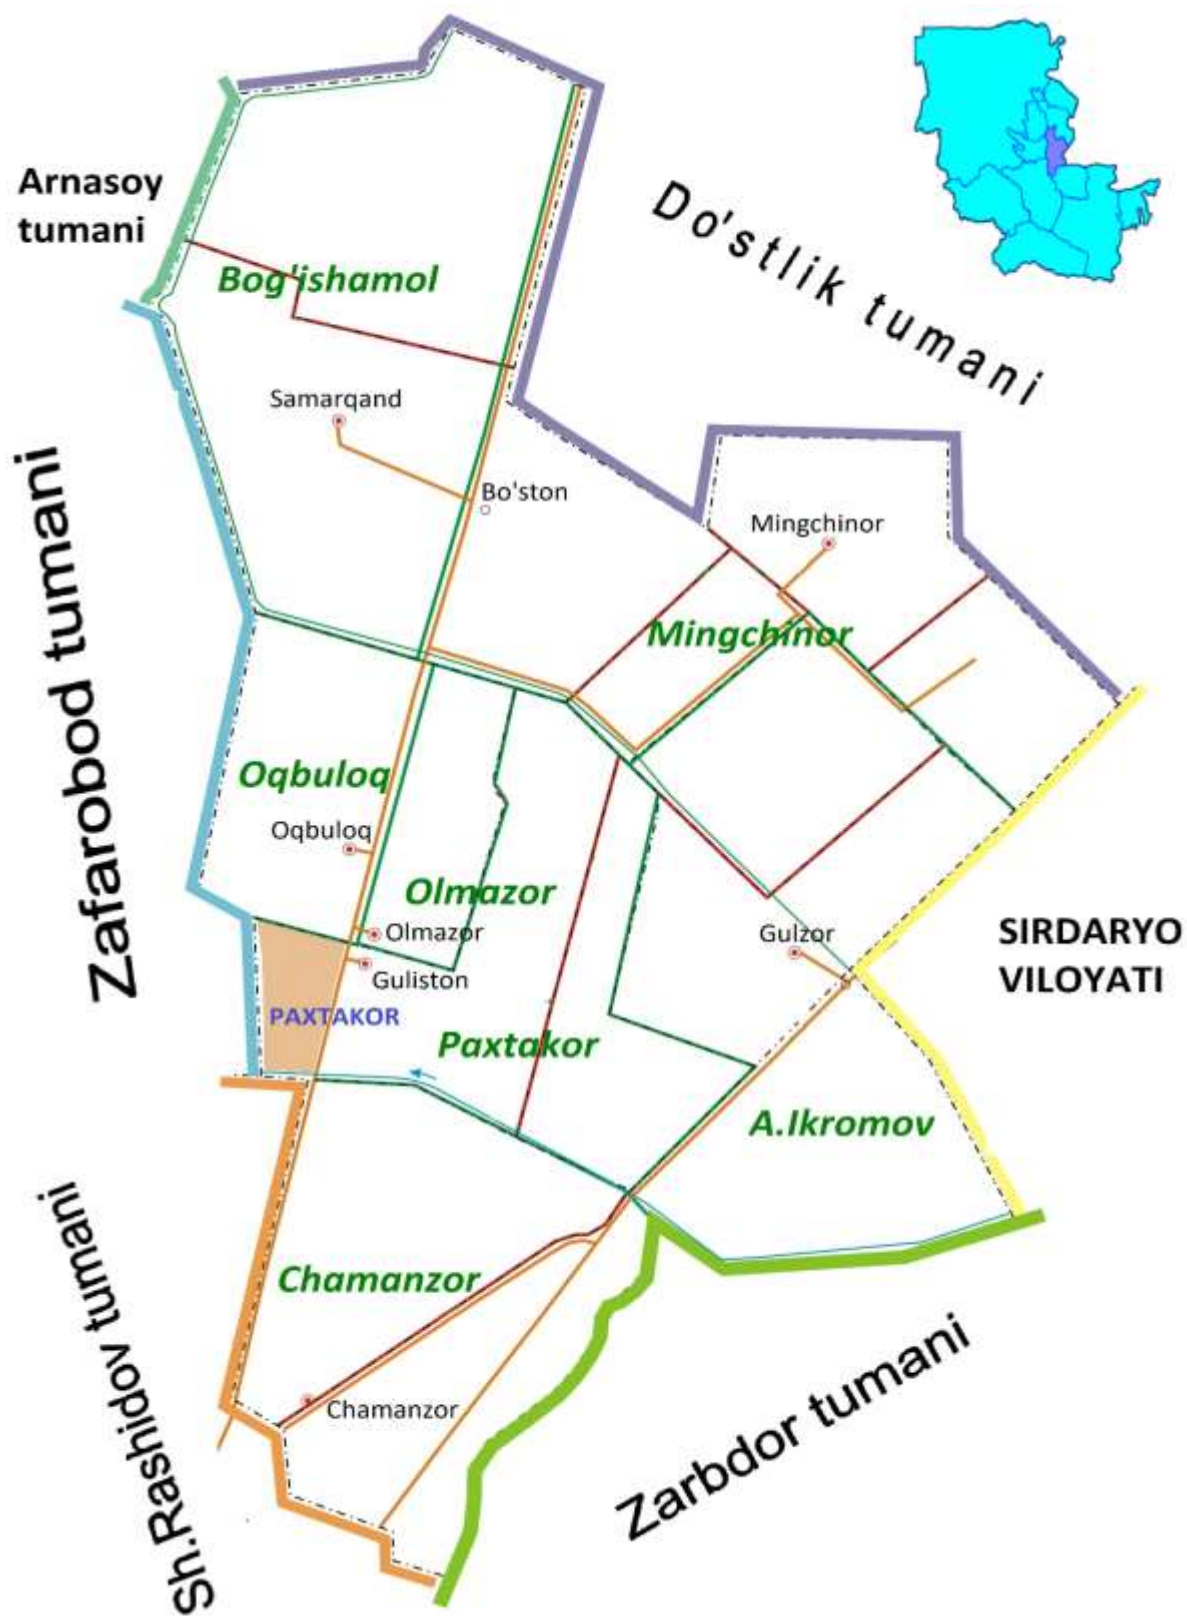 Arnasoy
tumani
Do'stlik tumani
Bog'ishamol
Samarqand
Bo'ston
Mingchinor
Mingchinor
Zafarobod tumani
Oqbuloq
Oqbuloq
Olmazor
Olmazor
Guliston
Gulzor
SIRDARYO
VILOYATI
PAXTAKOR
Paxtakor
A.Ikromov
Sh.Rashidov tumani
Chamanzor
Chamanzor
Zarbdor tumani